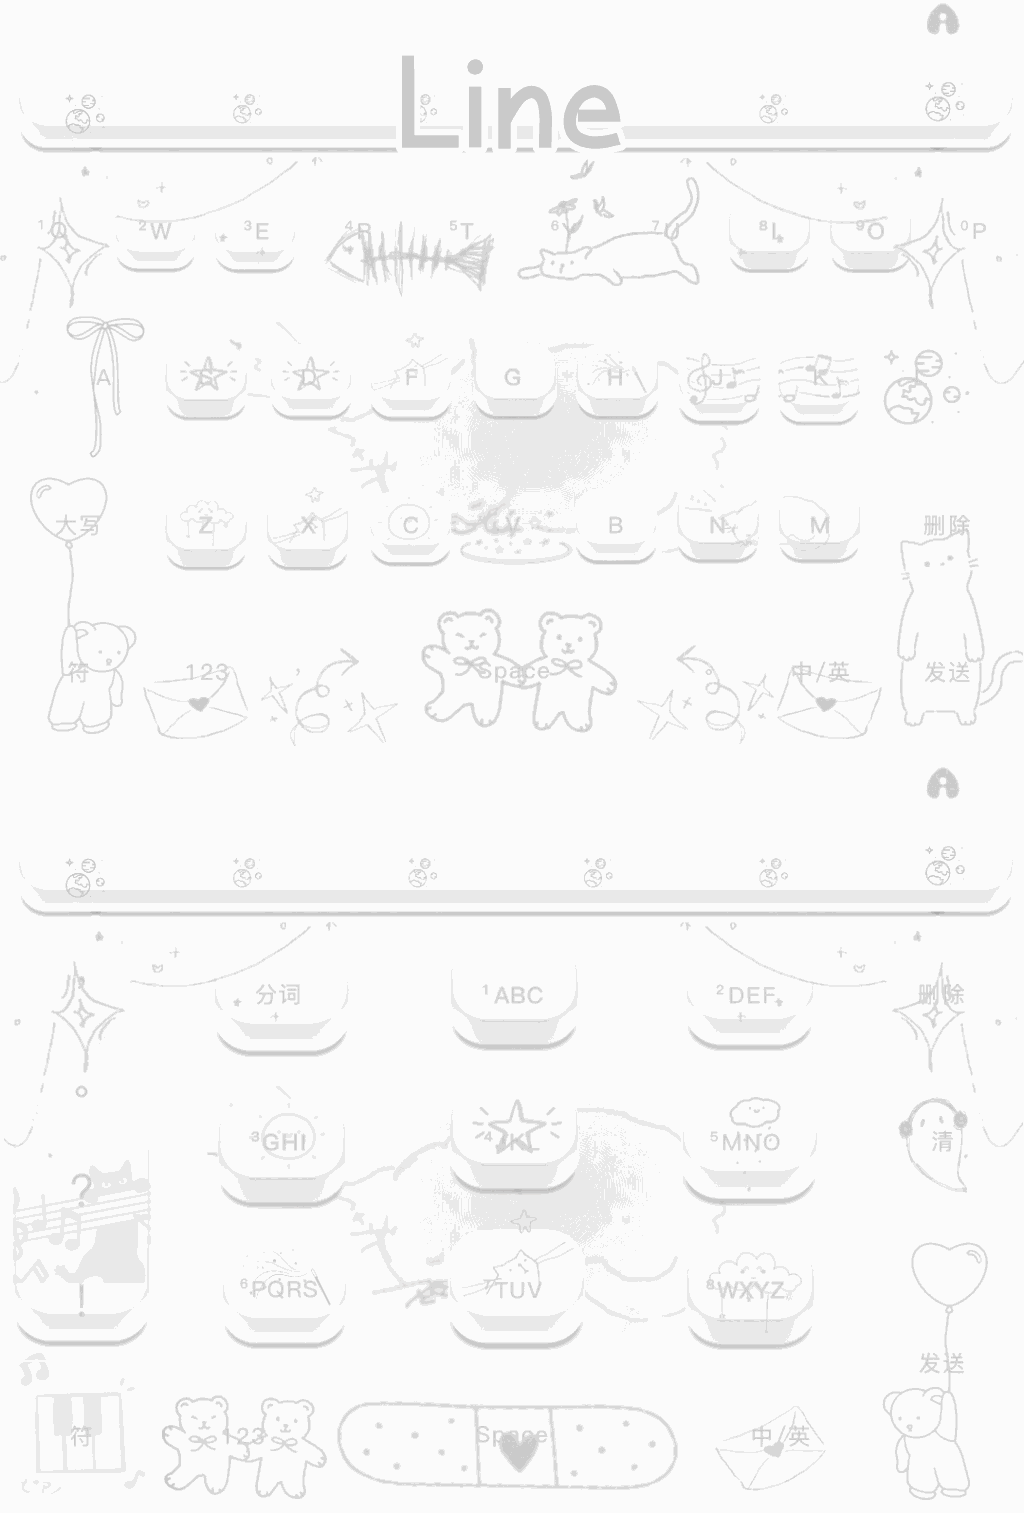 Line
1Q 2W 3E 4R 5T 6 7U 8I 9O 0P
A S D F G H J K
大写 Z X C V B N M 删除
符 123 , Space 。 中/英 发送
, 分词 1ABC 2DEF 删除
。
3GHI 4JKL 5MNO 清
?
6PQRS 7TUV 8WXYZ
!
发送
符 123 Space 中/英